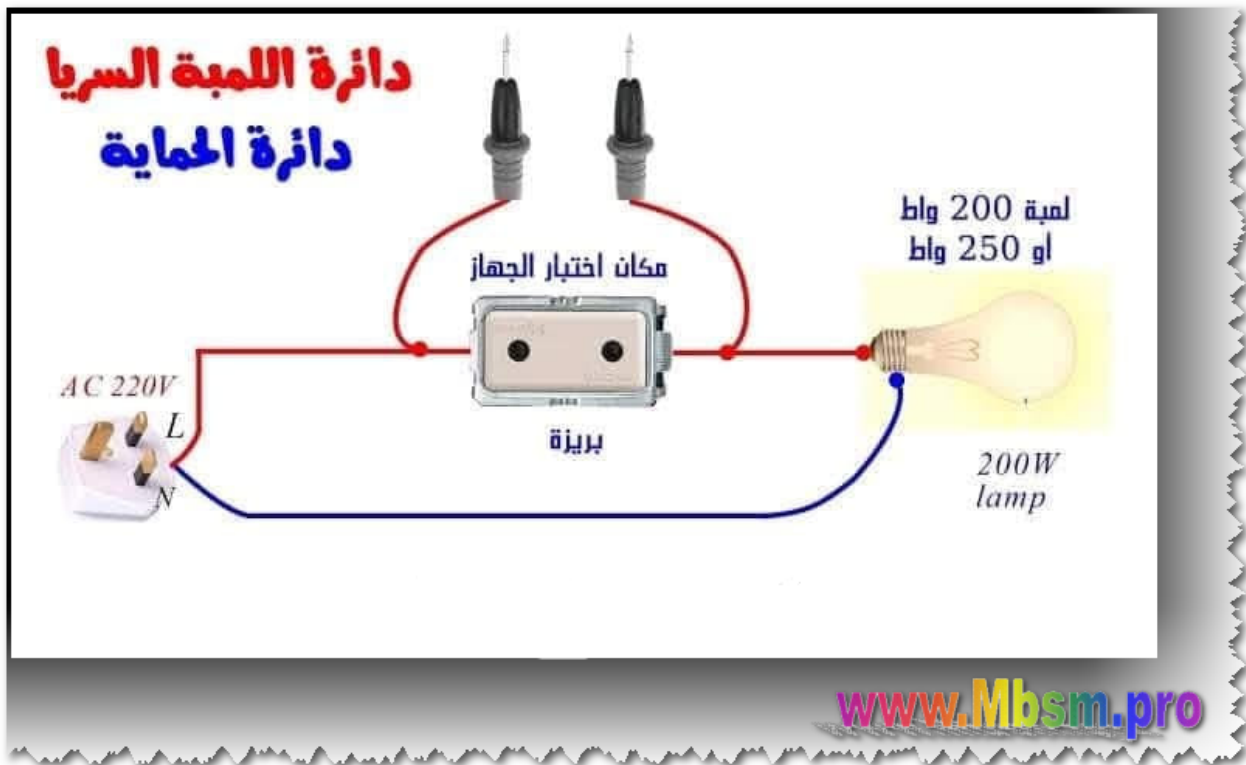 دائرة اللمبة السريا
دائرة الحماية
لمبة 200 واط
أو 250 واط
مكان اختبار الجهاز
AC 220V
L
N
بريزة
200W
lamp
www.Mbsm.pro